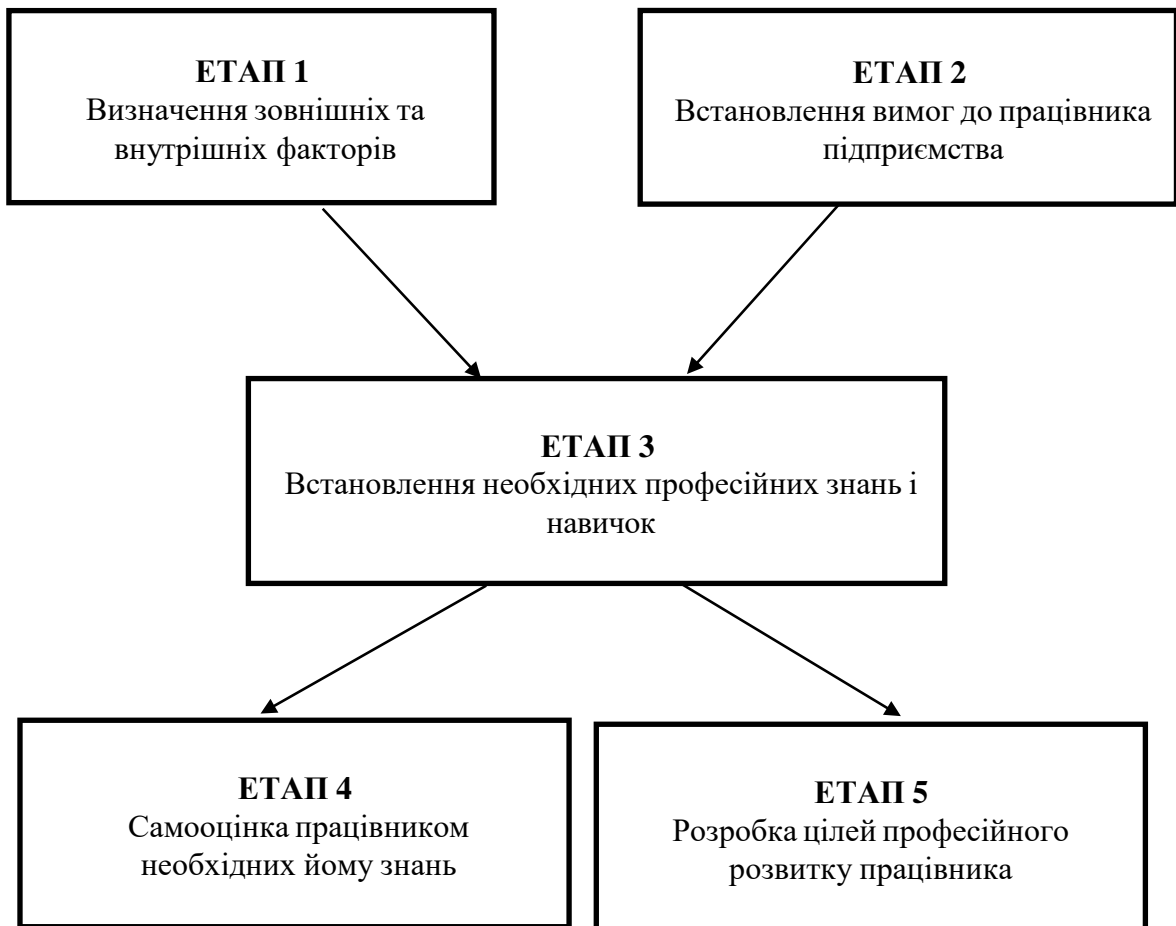 ЕТАП 1
Визначення зовнішніх та
внутрішніх факторів
ЕТАП 2
Встановлення вимог до працівника
підприємства
ЕТАП 3
Встановлення необхідних професійних знань і
навичок
ЕТАП 4
Самооцінка працівником
необхідних йому знань
ЕТАП 5
Розробка цілей професійного
розвитку працівника